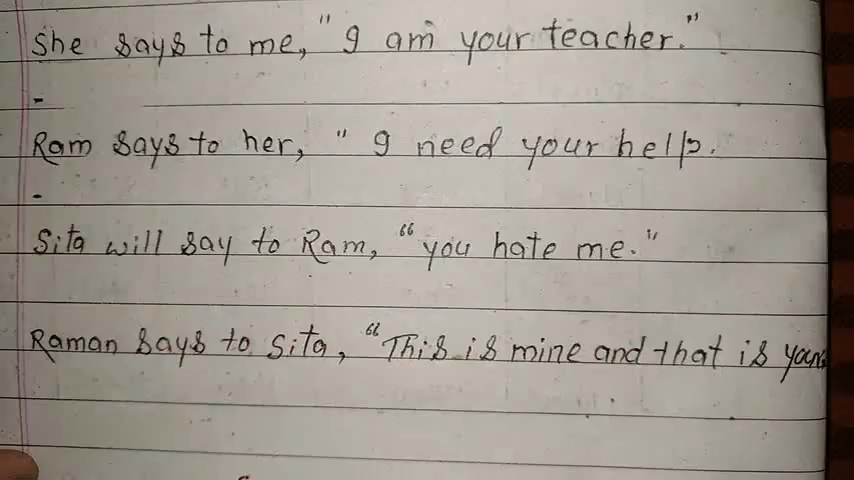 She says to me, "I am your teacher."
-
Ram says to her, " I need your help.
-
Sita will say to Ram, “you hate me."
Raman says to Sita, “This is mine and that is yours